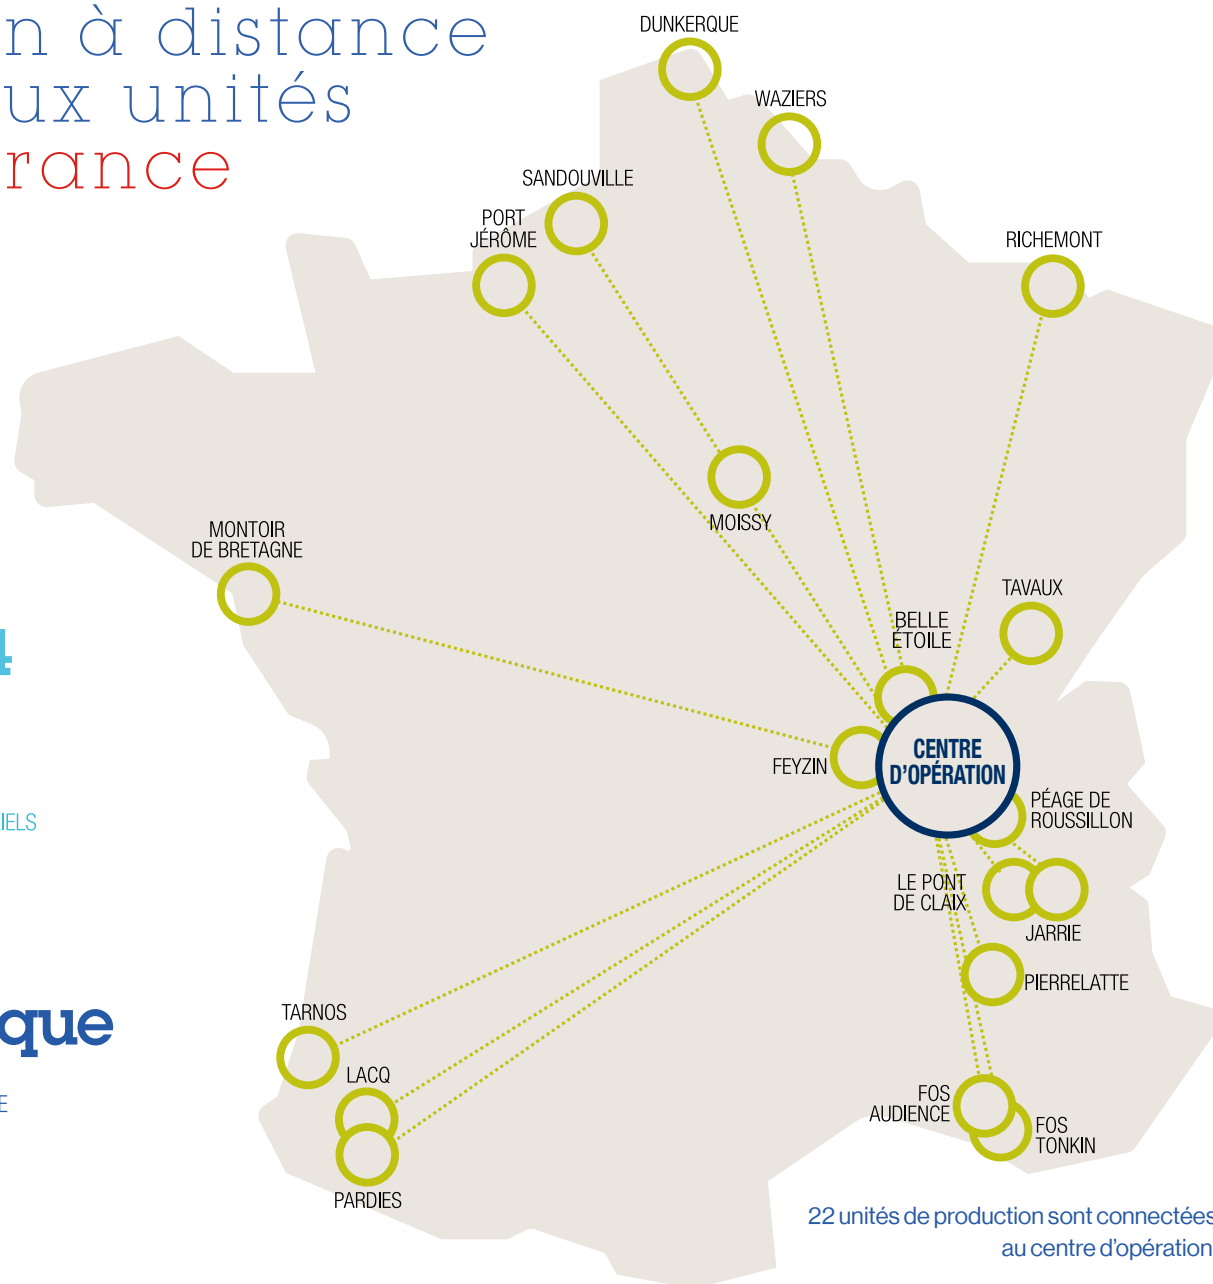 n à distance
ux unités
rance
DUNKERQUE
WAZIERS
SANDOUVILLE
PORT
JÉRÔME
RICHEMONT
MOISSY
MONTOIR
DE BRETAGNE
TAVAUX
BELLE
ÉTOILE
4
CENTRE
D'OPÉRATION
FEYZIN
PÉAGE DE
ROUSSILLON
IELS
LE PONT
DE CLAIX
JARRIE
PIERRELATTE
TARNOS
que
LACQ
E
FOS
AUDIENCE
FOS
TONKIN
PARDIES
22 unités de production sont connectées
au centre d'opération